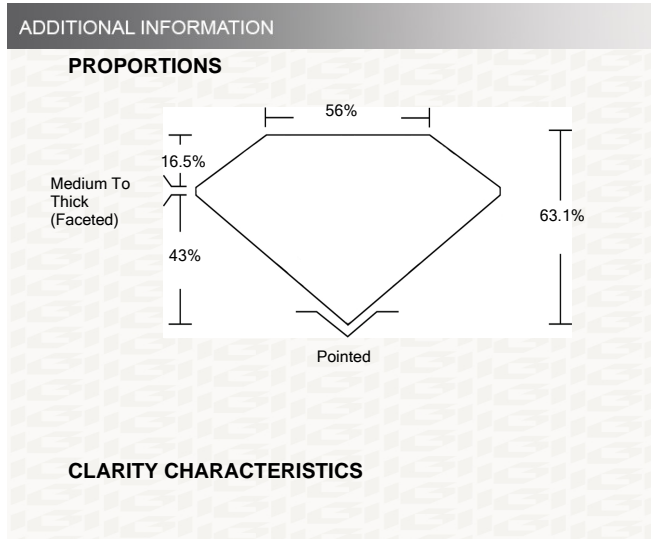 ADDITIONAL INFORMATION
PROPORTIONS
56%
16.5%
Medium To
Thick
(Faceted)
63.1%
43%
Pointed
CLARITY CHARACTERISTICS